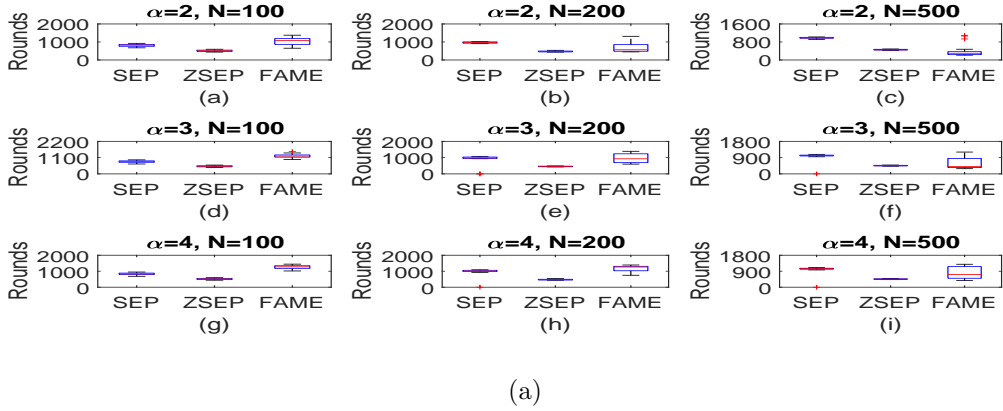 α=2, N=100
Rounds
2000
1000
0
SEP ZSEP FAME
(a)
α=2, N=200
Rounds
2000
1000
0
SEP ZSEP FAME
(b)
α=2, N=500
Rounds
1600
800
0
SEP ZSEP FAME
(c)
α=3, N=100
Rounds
2200
1100
0
SEP ZSEP FAME
(d)
α=3, N=200
Rounds
2000
1000
0
SEP ZSEP FAME
(e)
α=3, N=500
Rounds
1800
900
0
SEP ZSEP FAME
(f)
α=4, N=100
Rounds
2000
1000
0
SEP ZSEP FAME
(g)
α=4, N=200
Rounds
2000
1000
0
SEP ZSEP FAME
(h)
α=4, N=500
Rounds
1800
900
0
SEP ZSEP FAME
(i)
(a)